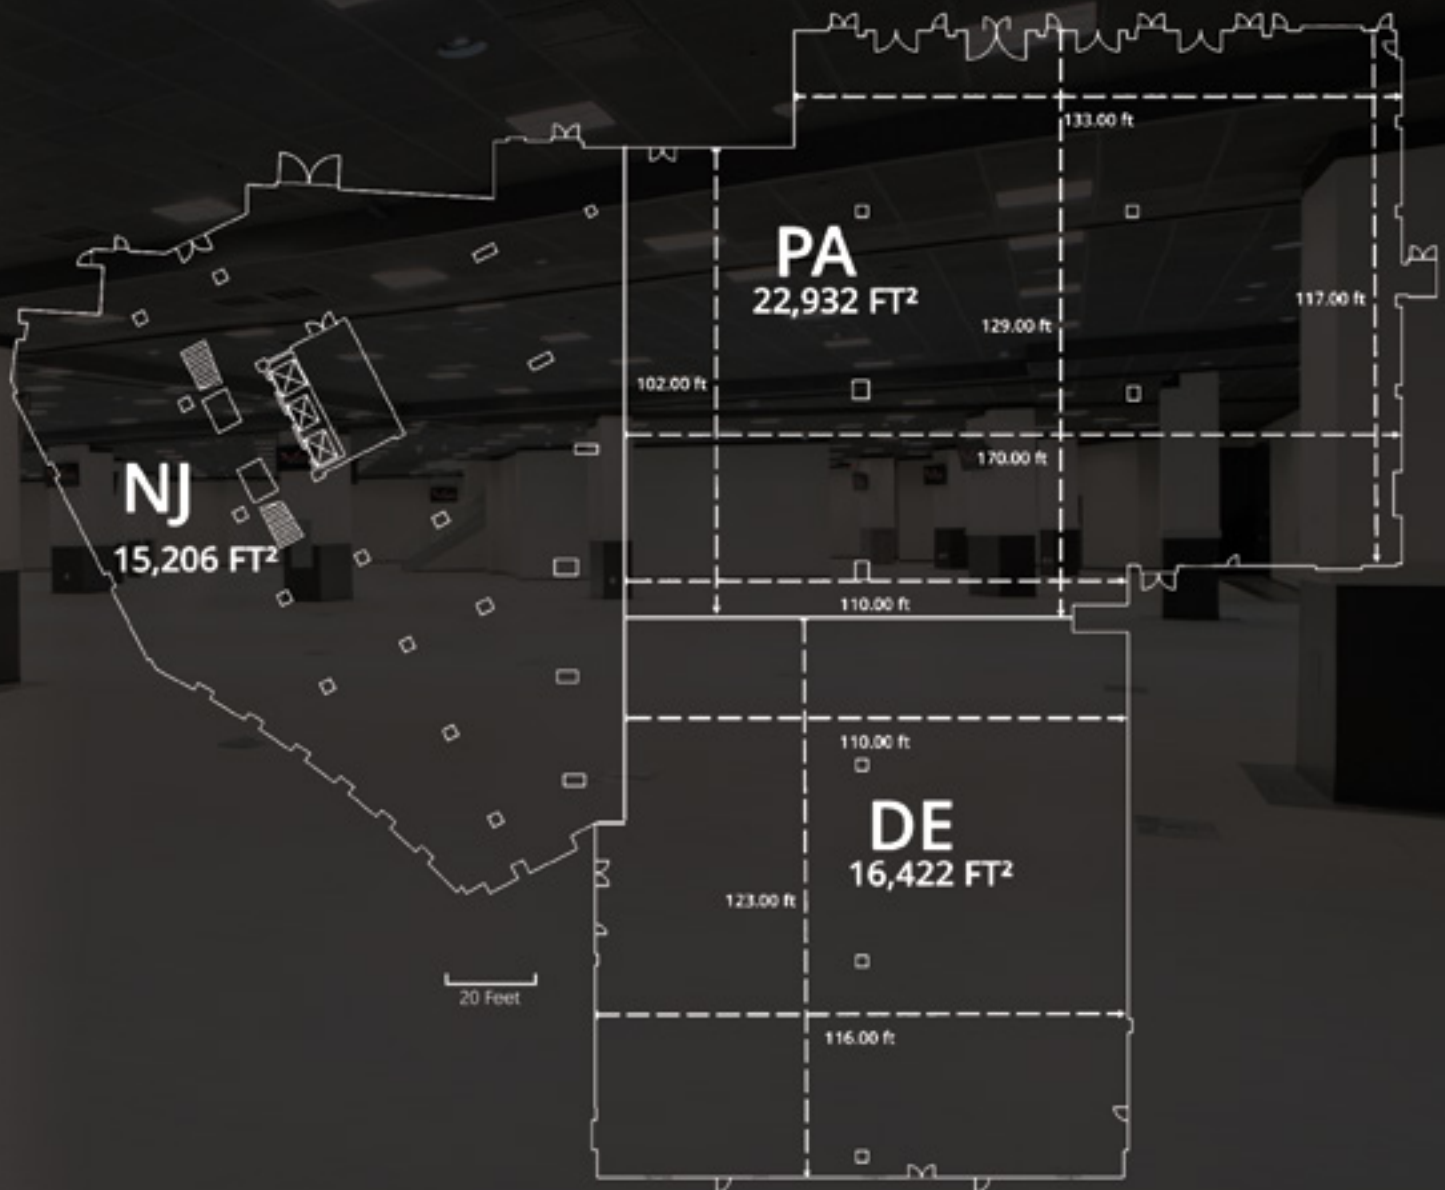 133.00 ft
PA
22,932 FT²
117.00 ft
129.00 ft
102.00 ft
170.00 ft
NJ
15,206 FT²
110.00 ft
110.00 ft
DE
16,422 FT²
123.00 ft
20 Feet
116.00 ft